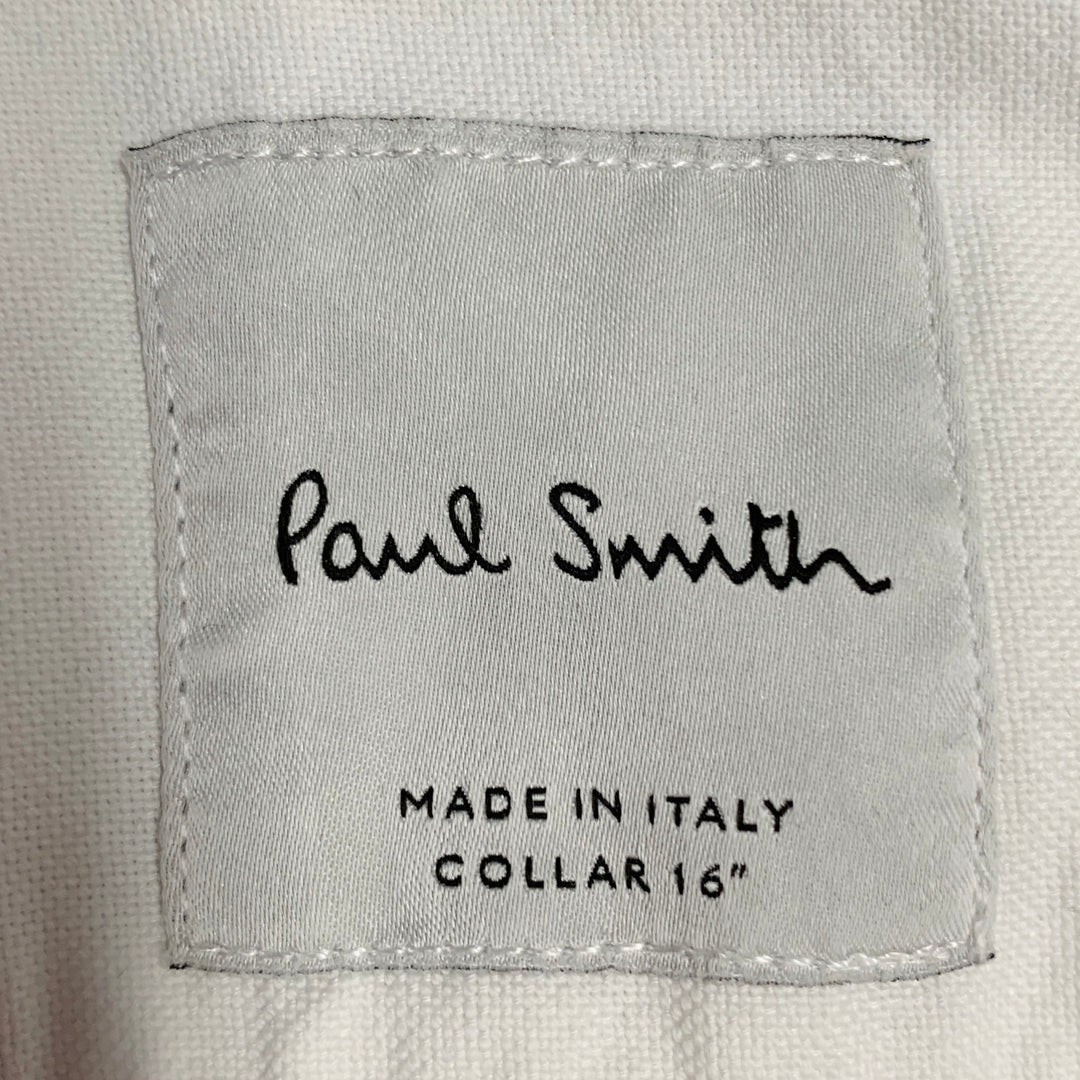 Paul Smith
MADE IN ITALY
COLLAR 16”